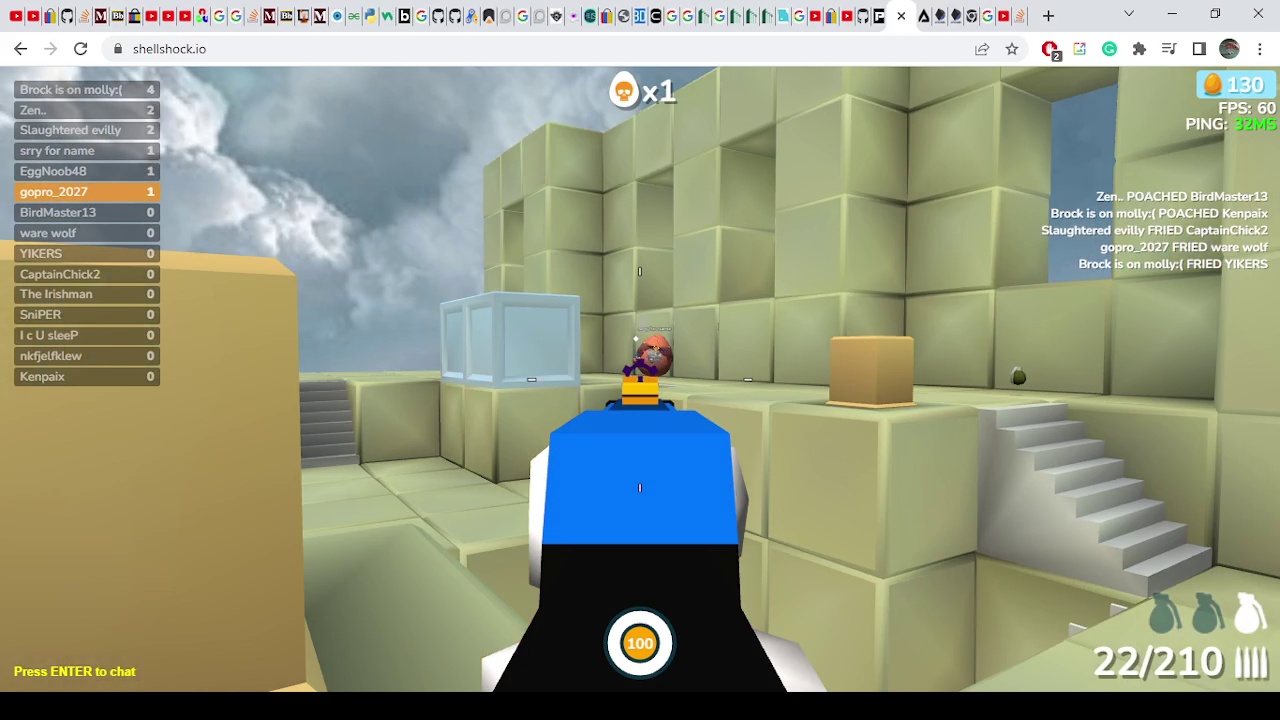 shellshock.io
2
Brock is on molly:( 4
Zen.. 2
Slaughtered evilly 2
srry for name 1
EggNoob48 1
gopro_2027 1
BirdMaster13 0
ware wolf 0
YIKERS 0
CaptainChick2 0
The Irishman 0
SniPER 0
I c U sleeP 0
nkfjelfklew 0
Kenpaix 0
x1
130
FPS: 60
PING: 32MS
Zen.. POACHED BirdMaster13
Brock is on molly:( POACHED Kenpaix
Slaughtered evilly FRIED CaptainChick2
gopro_2027 FRIED ware wolf
Brock is on molly:( FRIED YIKERS
100
22/210
Press ENTER to chat